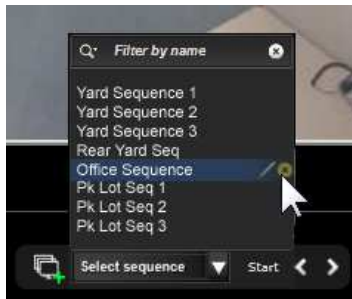 Filter by name
Yard Sequence 1
Yard Sequence 2
Yard Sequence 3
Rear Yard Seq
Office Sequence
Pk Lot Seq 1
Pk Lot Seq 2
Pk Lot Seq 3
Select sequence Start